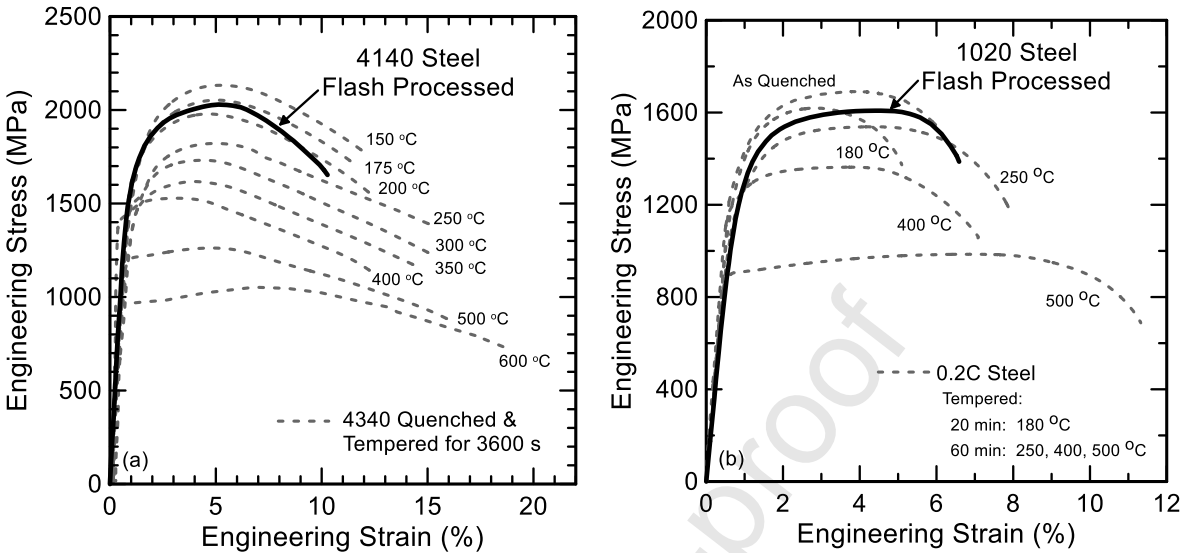 2500
2000
1500
1000
500
0
Engineering Stress (MPa)
4140 Steel
Flash Processed
150 °C
175 °C
200 °C
250 °C
300 °C
350 °C
400 °C
500 °C
600 °C
4340 Quenched &
Tempered for 3600 s
(a)
0 5 10 15 20
Engineering Strain (%)
2000
1600
1200
800
400
0
Engineering Stress (MPa)
1020 Steel
Flash Processed
As Quenched
180 °C
250 °C
400 °C
500 °C
0.2C Steel
Tempered:
20 min: 180 °C
60 min: 250, 400, 500 °C
(b)
0 2 4 6 8 10 12
Engineering Strain (%)
proof